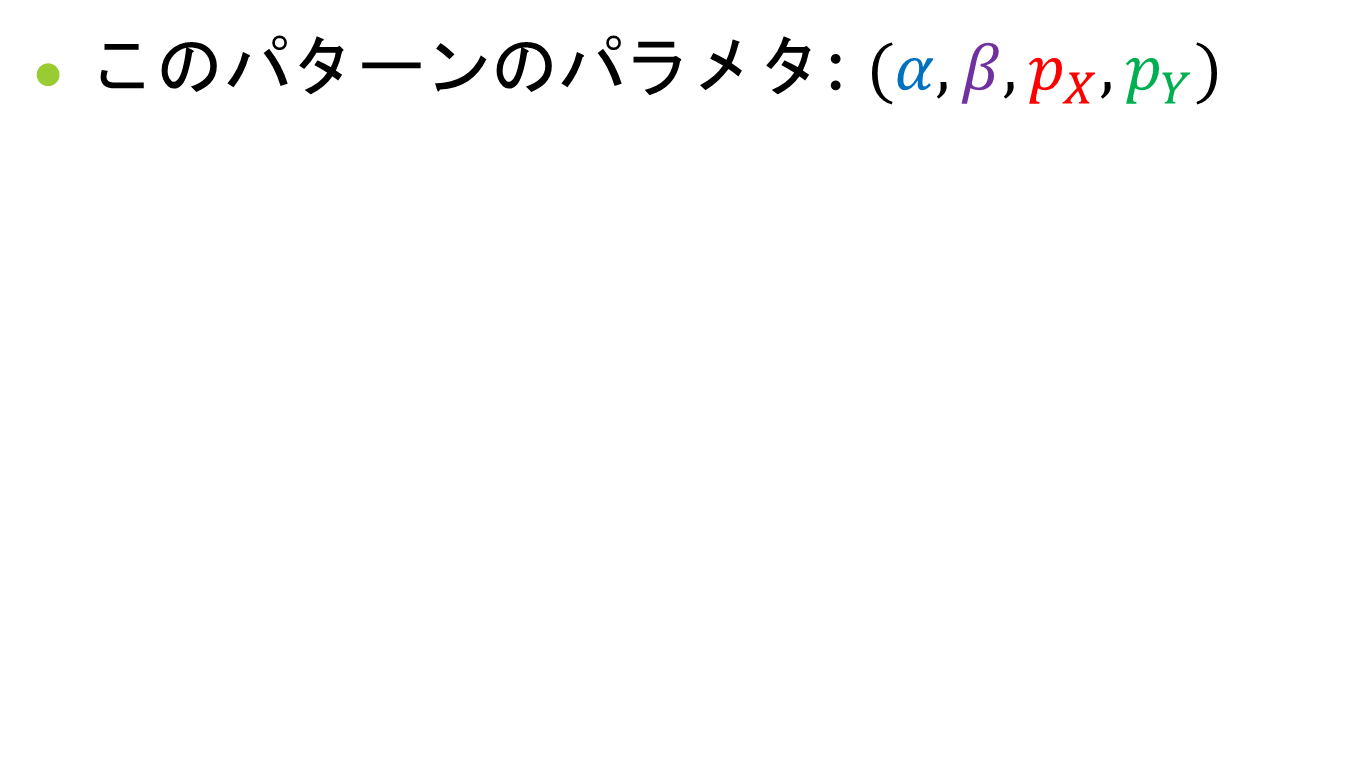 • このパターンのパラメタ: (α, β, p_X, p_Y)